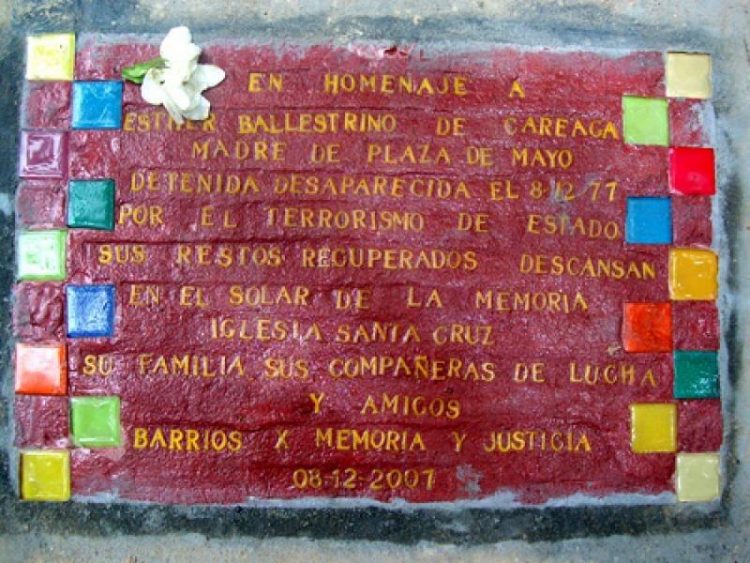 EN HOMENAJE A
ESTHER BALLESTRINO DE CAREAGA
MADRE DE PLAZA DE MAYO
DETENIDA DESAPARECIDA EL 8/12/77
POR EL TERRORISMO DE ESTADO
SUS RESTOS RECUPERADOS DESCANSAN
EN EL SOLAR DE LA MEMORIA
IGLESIA SANTA CRUZ
SU FAMILIA SUS COMPAÑERAS DE LUCHA
Y AMIGOS
BARRIOS X MEMORIA Y JUSTICIA
08-12-2007